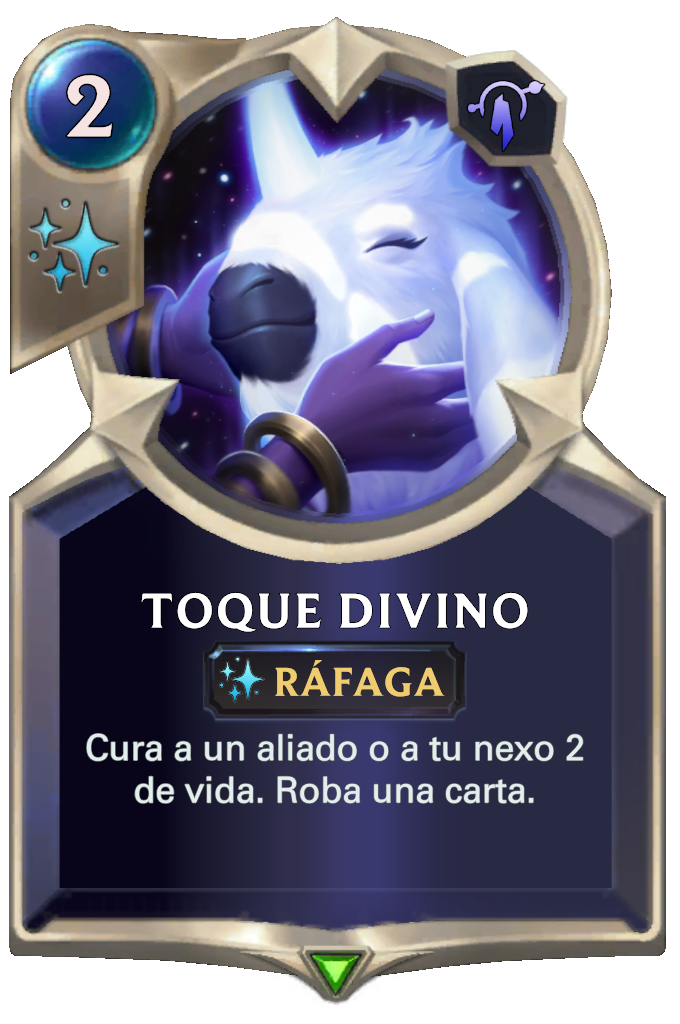 2
TOQUE DIVINO
RÁFAGA
Cura a un aliado o a tu nexo 2
de vida. Roba una carta.